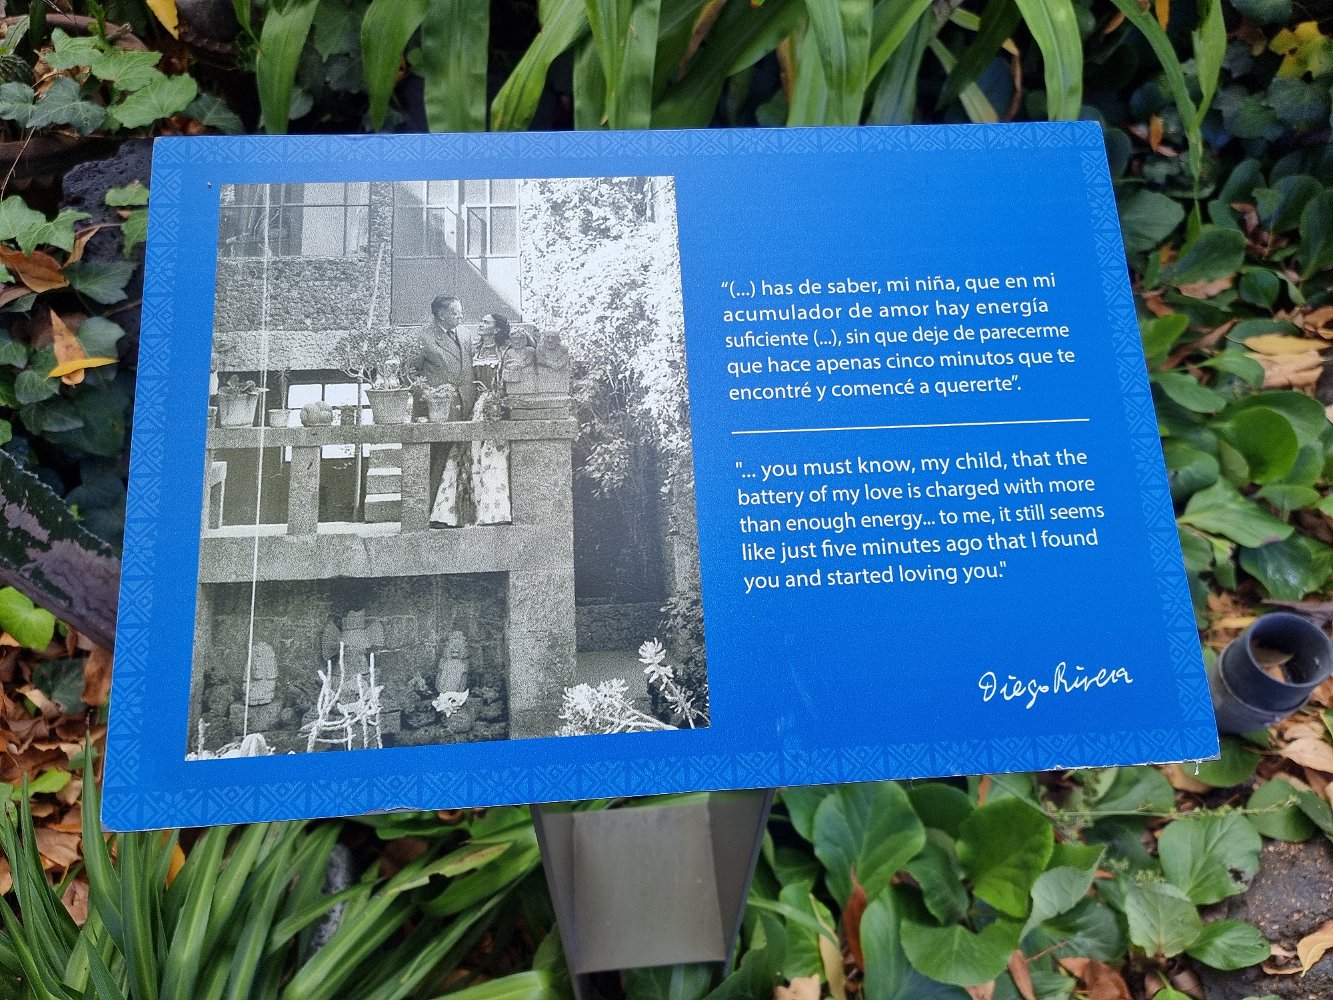 “(...) has de saber, mi niña, que en mi
acumulador de amor hay energía
suficiente (...), sin que deje de parecerme
que hace apenas cinco minutos que te
encontré y comencé a quererte”.
"... you must know, my child, that the
battery of my love is charged with more
than enough energy... to me, it still seems
like just five minutes ago that I found
you and started loving you."
Diego Rivera